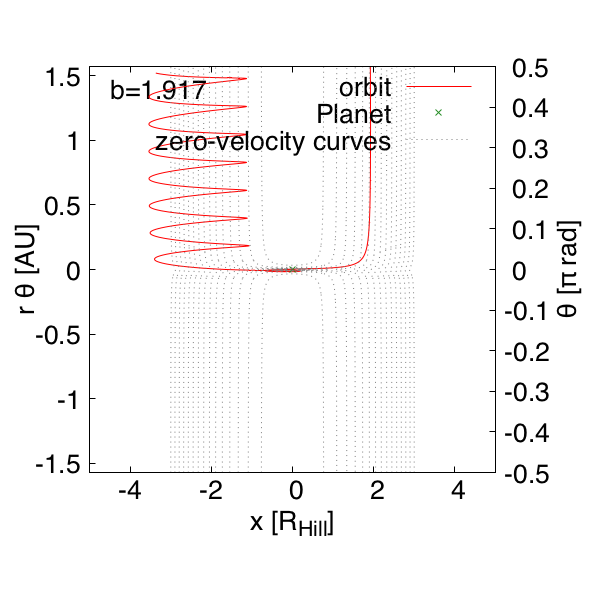 b=1.917
orbit
Planet
zero-velocity curves
1.5
1
0.5
0
-0.5
-1
-1.5
r θ [AU]
0.5
0.4
0.3
0.2
0.1
0
-0.1
-0.2
-0.3
-0.4
-0.5
θ [π rad]
-4 -2 0 2 4
x [R_Hill]